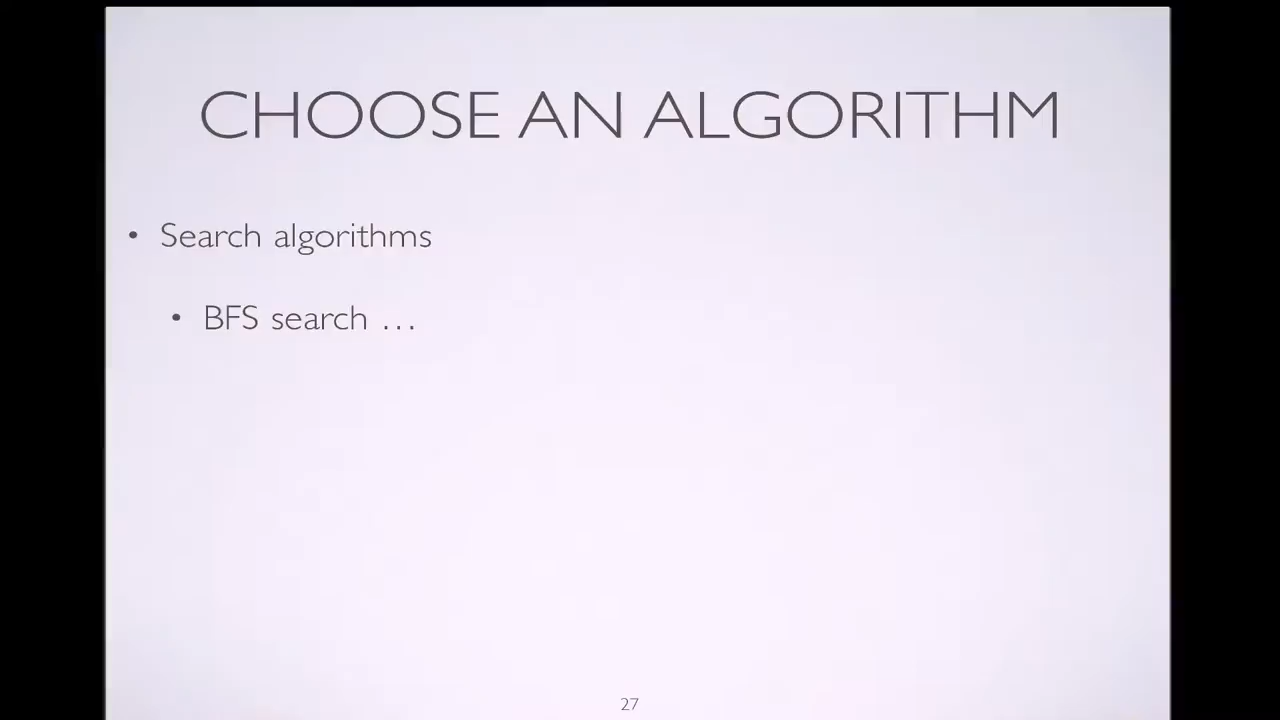 CHOOSE AN ALGORITHM
• Search algorithms
• BFS search …
27